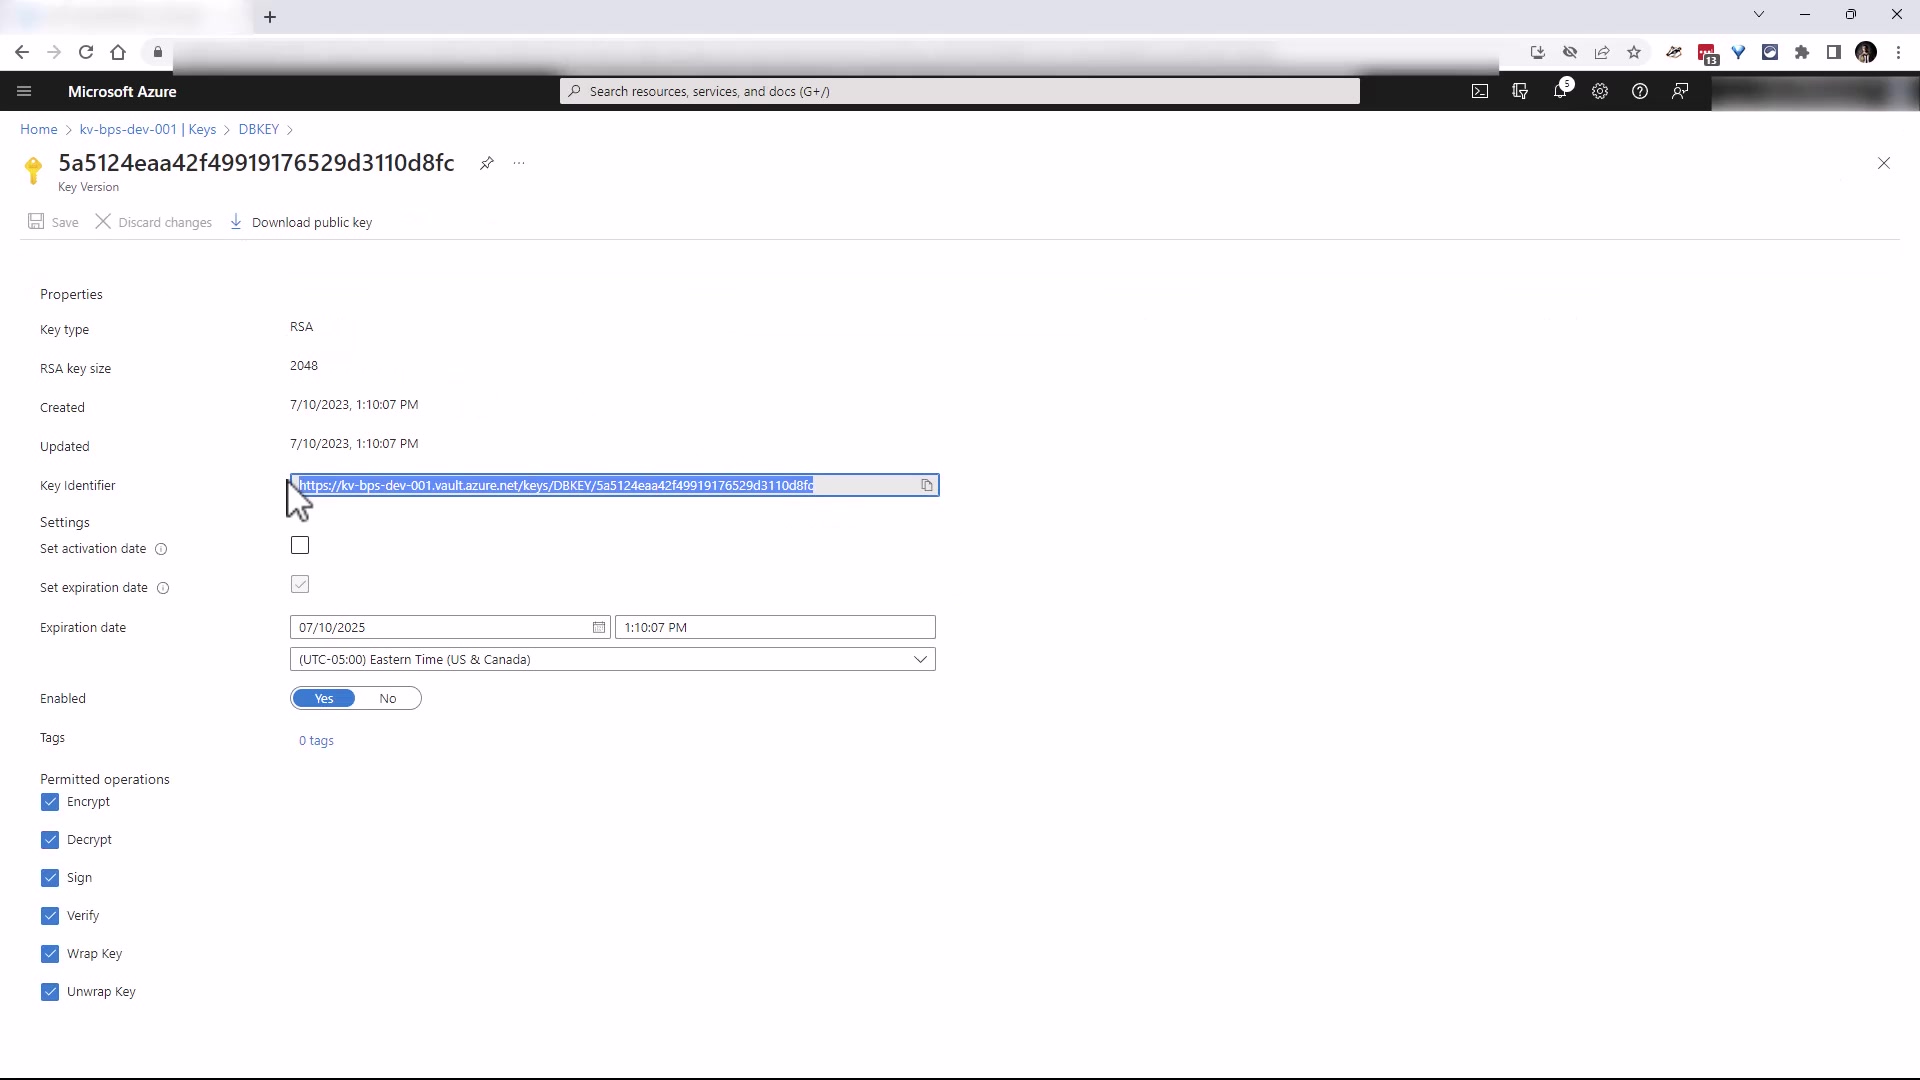 Microsoft Azure
Search resources, services, and docs (G+/)
13
5
Home > kv-bps-dev-001 | Keys > DBKEY >
5a5124eaa42f49919176529d3110d8fc
Key Version
Save Discard changes Download public key
Properties
Key type RSA
RSA key size 2048
Created 7/10/2023, 1:10:07 PM
Updated 7/10/2023, 1:10:07 PM
Key Identifier https://kv-bps-dev-001.vault.azure.net/keys/DBKEY/5a5124eaa42f49919176529d3110d8fc
Settings
Set activation date
Set expiration date
Expiration date 07/10/2025 1:10:07 PM
(UTC-05:00) Eastern Time (US & Canada)
Enabled Yes No
Tags 0 tags
Permitted operations
Encrypt
Decrypt
Sign
Verify
Wrap Key
Unwrap Key